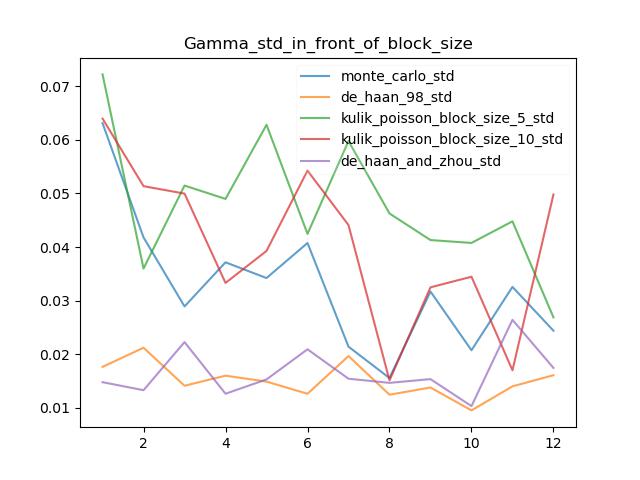 Gamma_std_in_front_of_block_size
monte_carlo_std
de_haan_98_std
kulik_poisson_block_size_5_std
kulik_poisson_block_size_10_std
de_haan_and_zhou_std
0.07
0.06
0.05
0.04
0.03
0.02
0.01
2 4 6 8 10 12